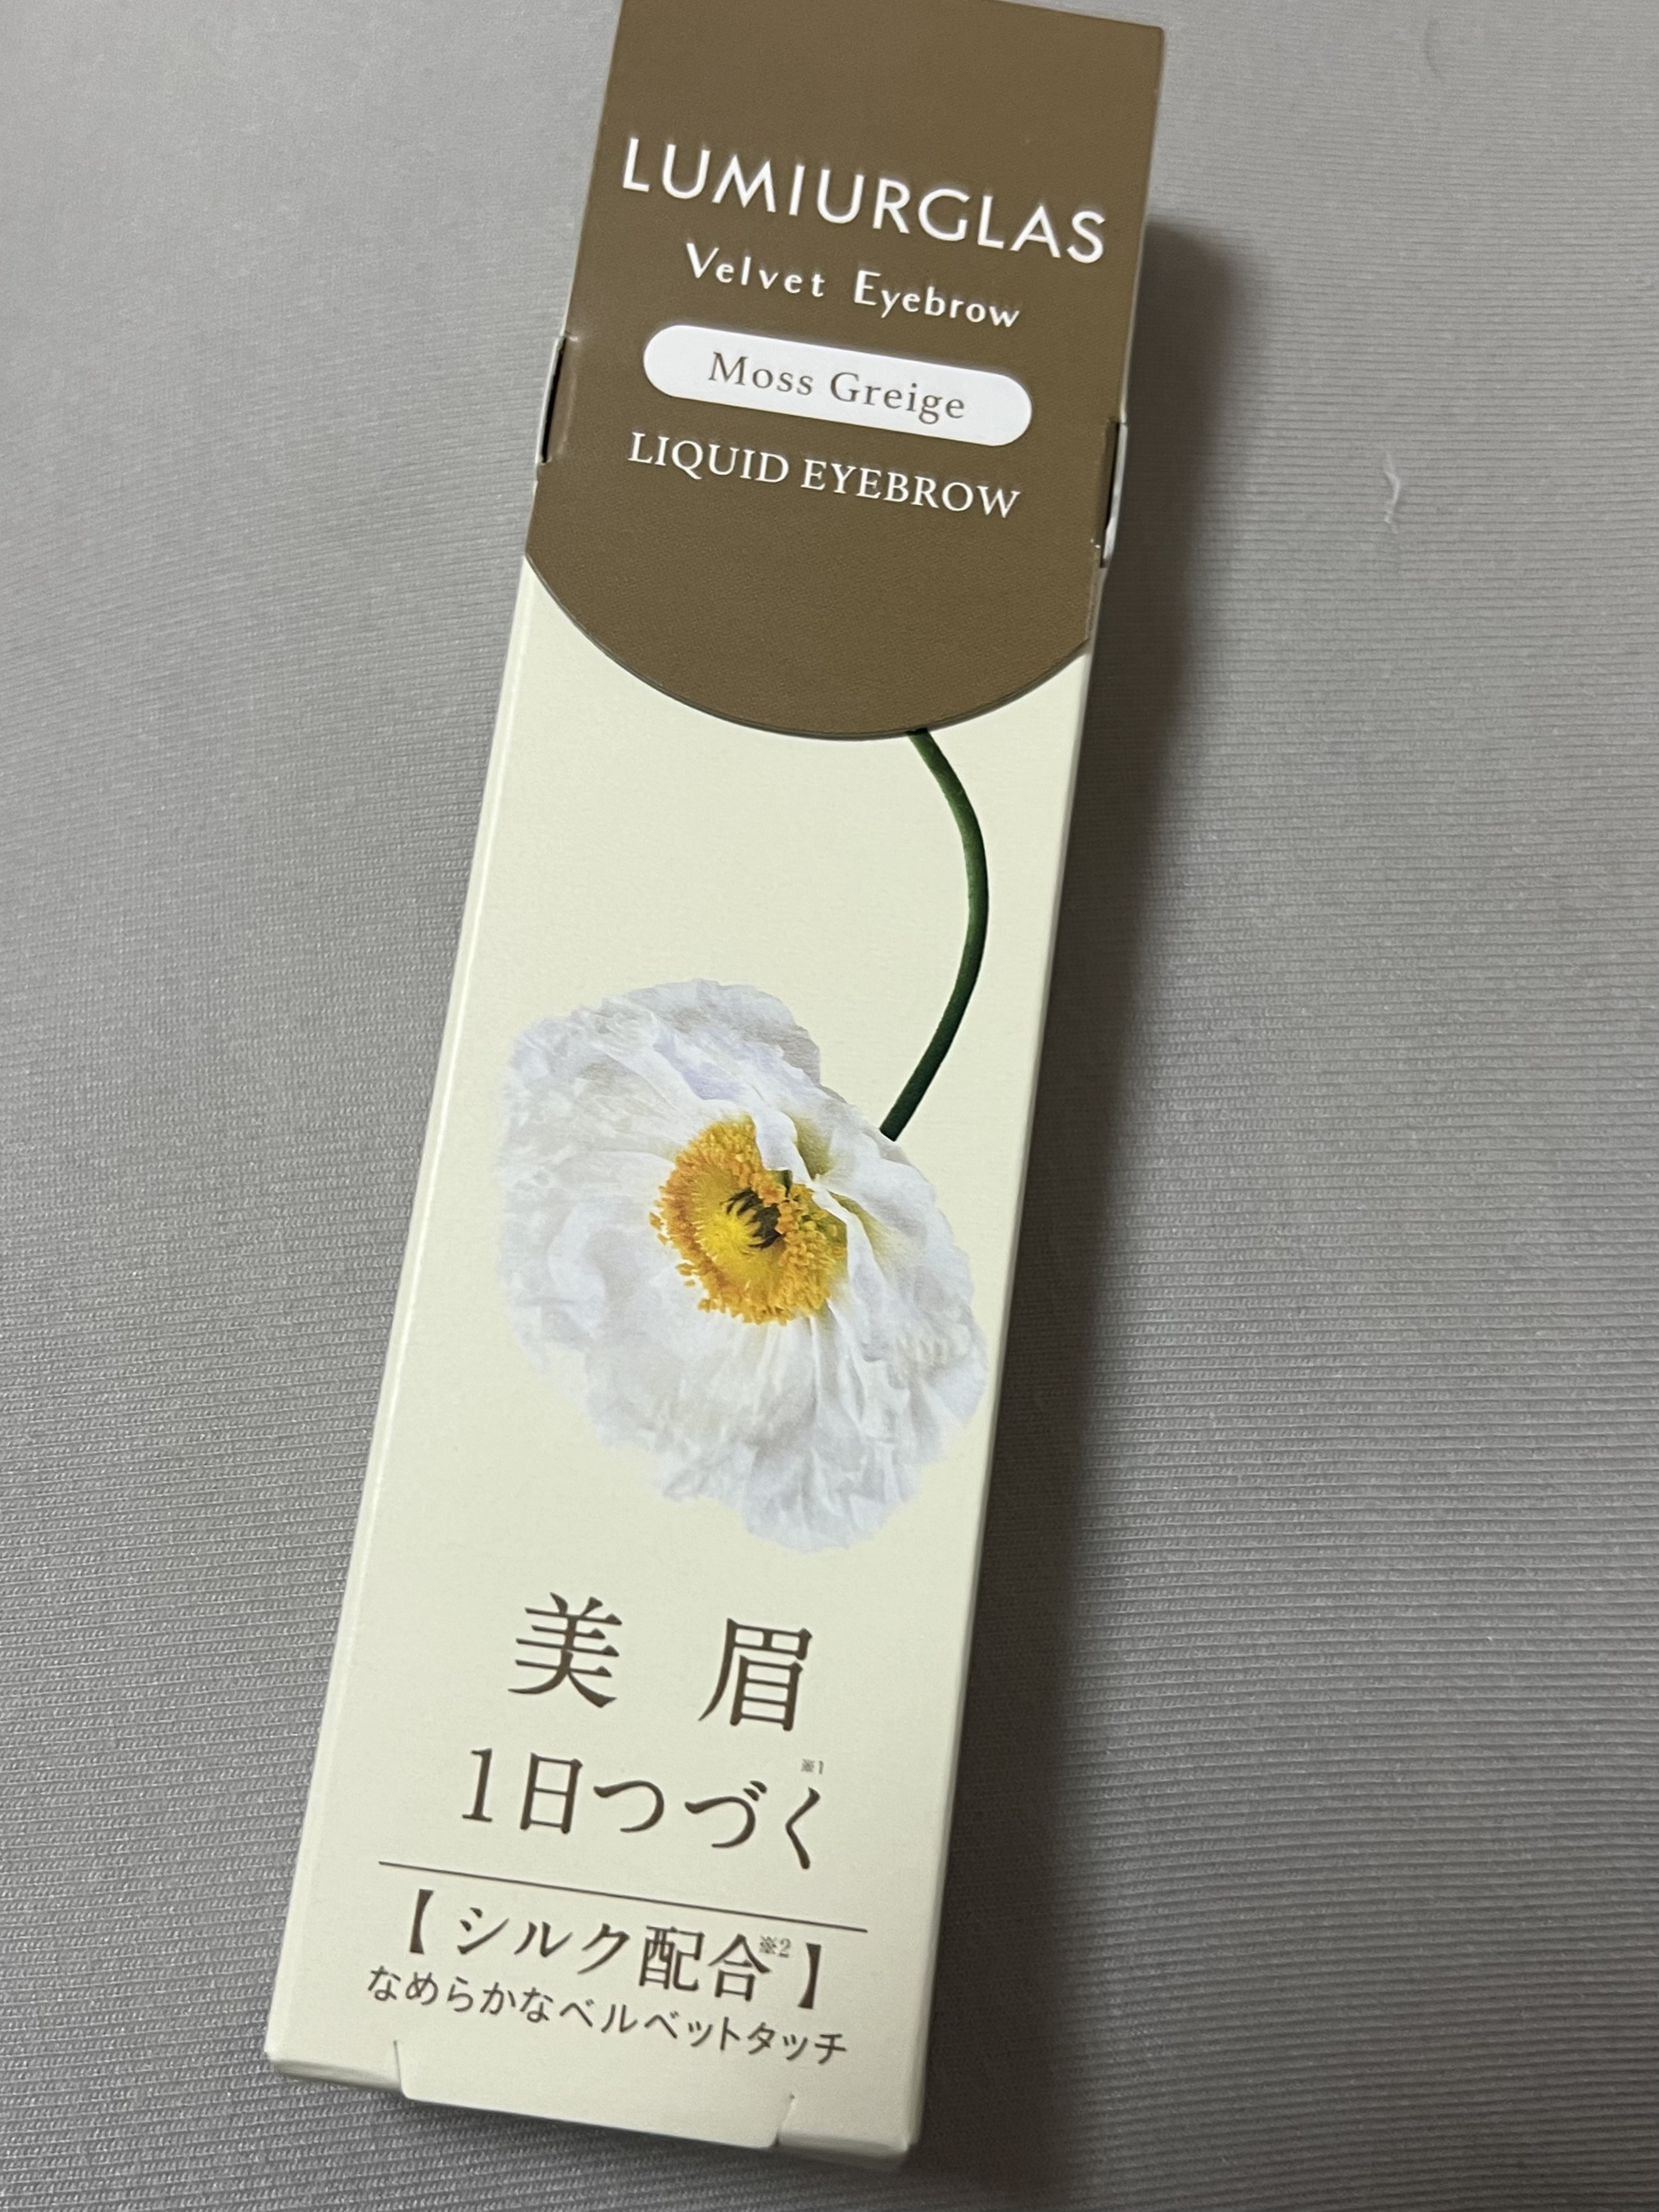 LUMIURGLAS
Velvet Eyebrow
Moss Greige
LIQUID EYEBROW
美眉
1日つづく※1
【シルク配合※2】
なめらかなベルベットタッチ